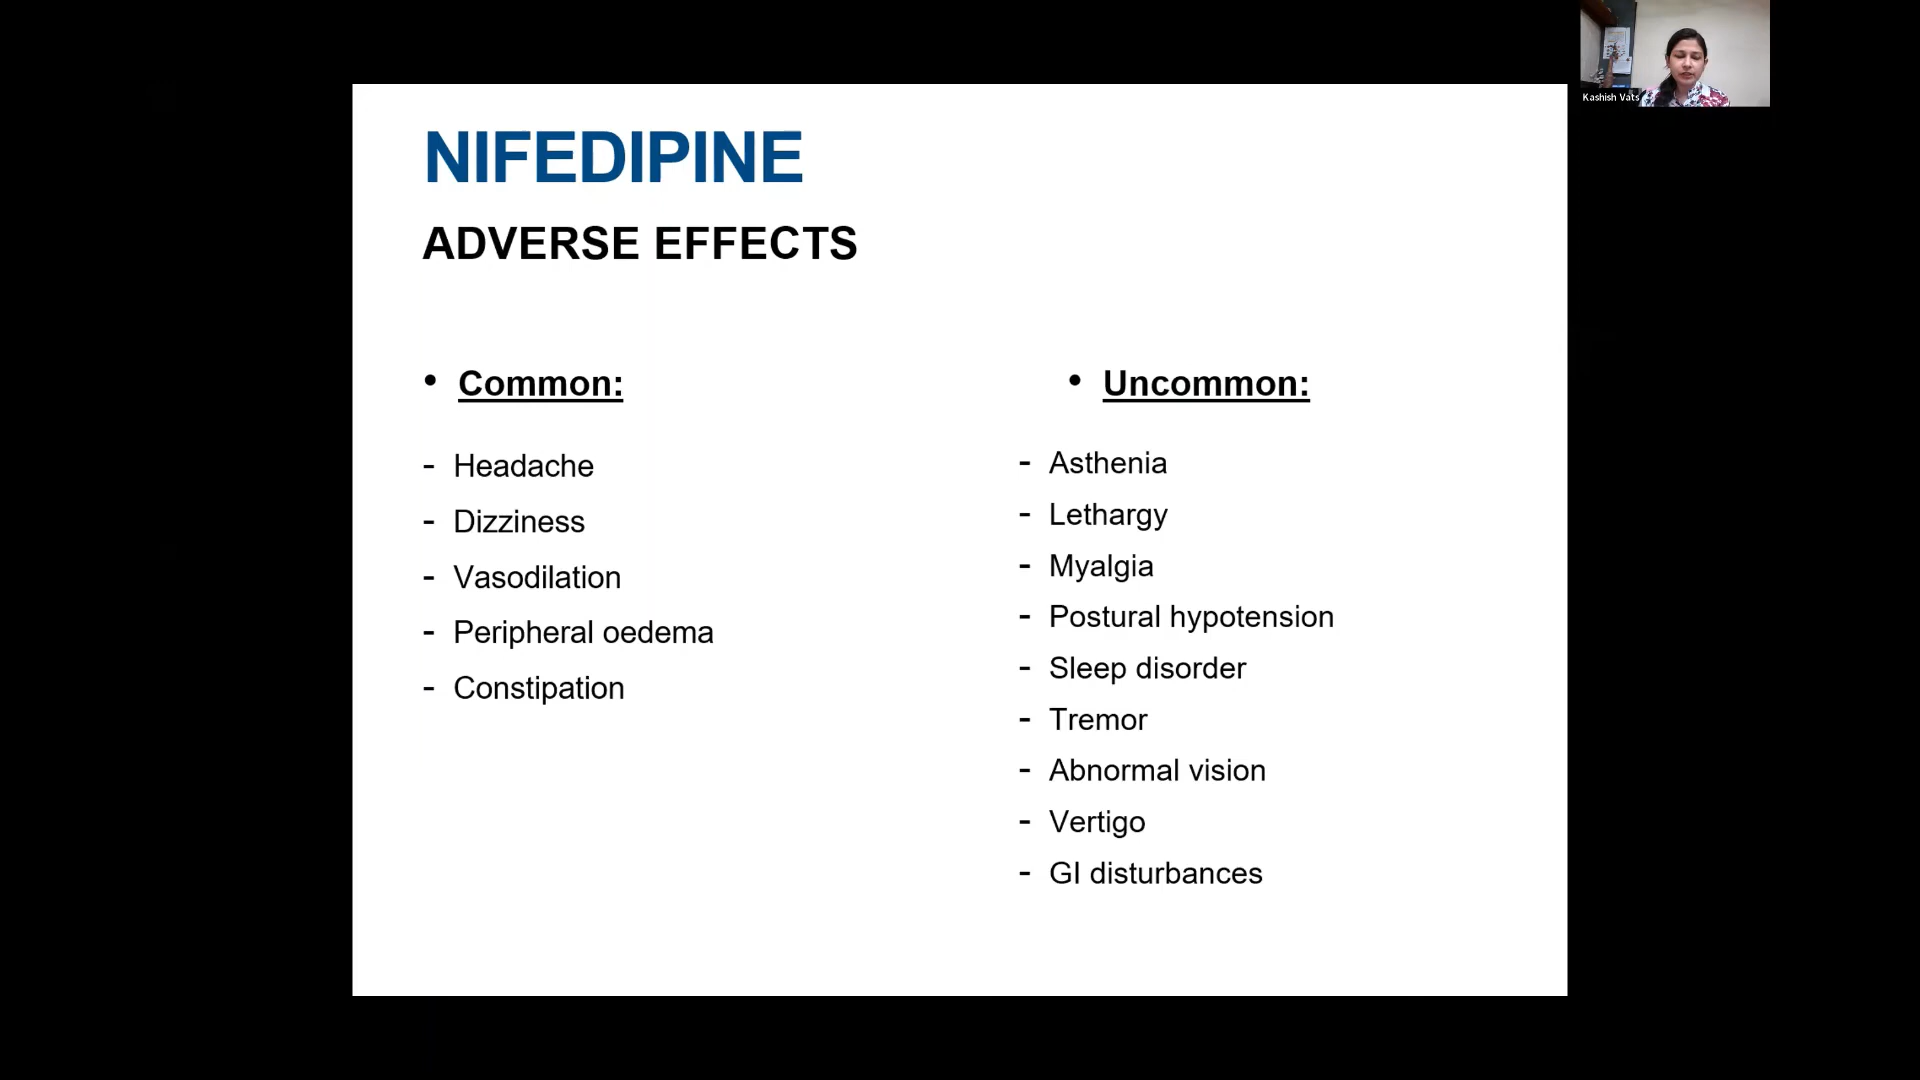 NIFEDIPINE
ADVERSE EFFECTS
• Common:
- Headache
- Dizziness
- Vasodilation
- Peripheral oedema
- Constipation
• Uncommon:
- Asthenia
- Lethargy
- Myalgia
- Postural hypotension
- Sleep disorder
- Tremor
- Abnormal vision
- Vertigo
- GI disturbances
Kashish Vats